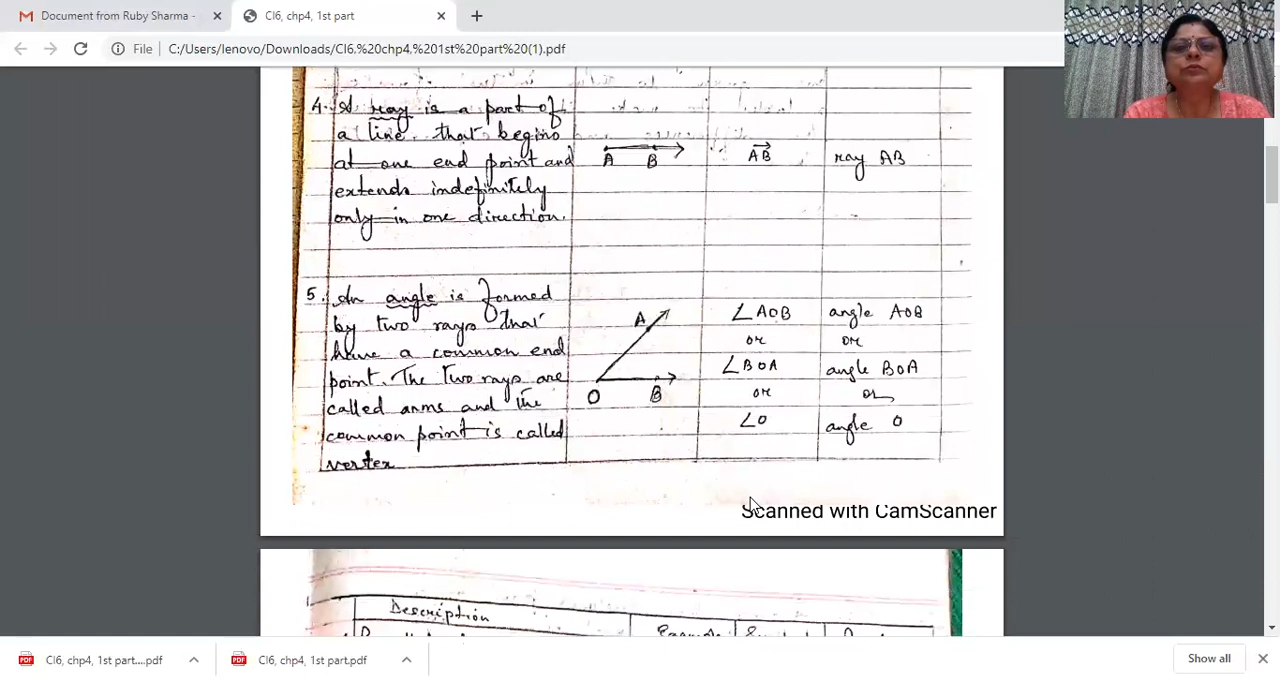 Document from Ruby Sharma -
Cl6, chp4, 1st part
File
C:/Users/lenovo/Downloads/Cl6.%20chp4,%201st%20part%20(1).pdf
4. A ray is a part of
a line that begins
at one end point and
extends indefinitely
only in one direction.
A B
AB
ray AB
5. An angle is formed
by two rays that
have a common end
point. The two rays are
called arms and the
common point is called
vertex
A
O B
∠AOB
or
∠BOA
or
∠O
angle AOB
or
angle BOA
or
angle O
Scanned with CamScanner
Description
Cl6, chp4, 1st part....pdf
Cl6, chp4, 1st part.pdf
Show all